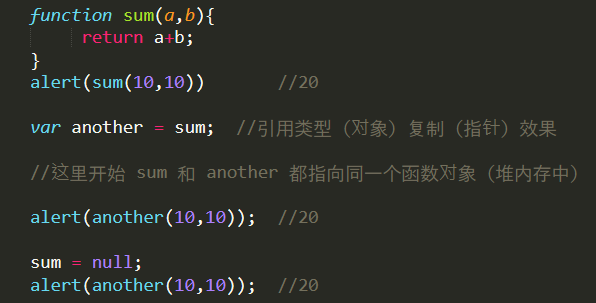 function sum(a,b){
return a+b;
}
alert(sum(10,10)) //20
var another = sum; //引用类型（对象）复制（指针）效果
//这里开始 sum 和 another 都指向同一个函数对象（堆内存中）
alert(another(10,10)); //20
sum = null;
alert(another(10,10)); //20